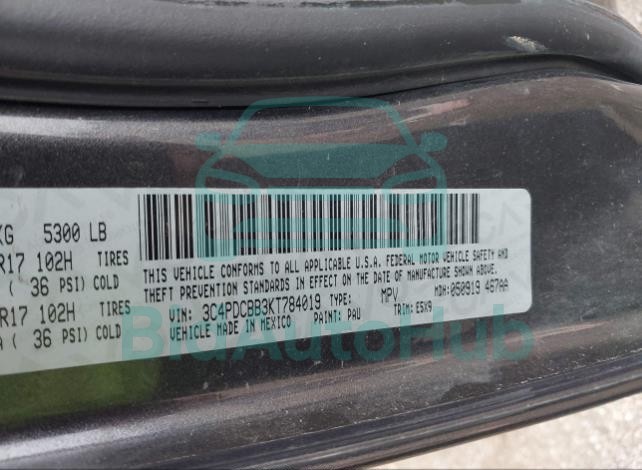 KG 5300 LB
R17 102H TIRES
( 36 PSI) COLD
R17 102H TIRES
( 36 PSI) COLD
THIS VEHICLE CONFORMS TO ALL APPLICABLE U.S.A. FEDERAL MOTOR VEHICLE SAFETY AND
THEFT PREVENTION STANDARDS IN EFFECT ON THE DATE OF MANUFACTURE SHOWN ABOVE.
VIN: 3C4PDCBB3KT784019 TYPE: MPV MDH: 050919 467AA
VEHICLE MADE IN MEXICO PAINT: PAU TRIM: E5X9
BidAutoHub